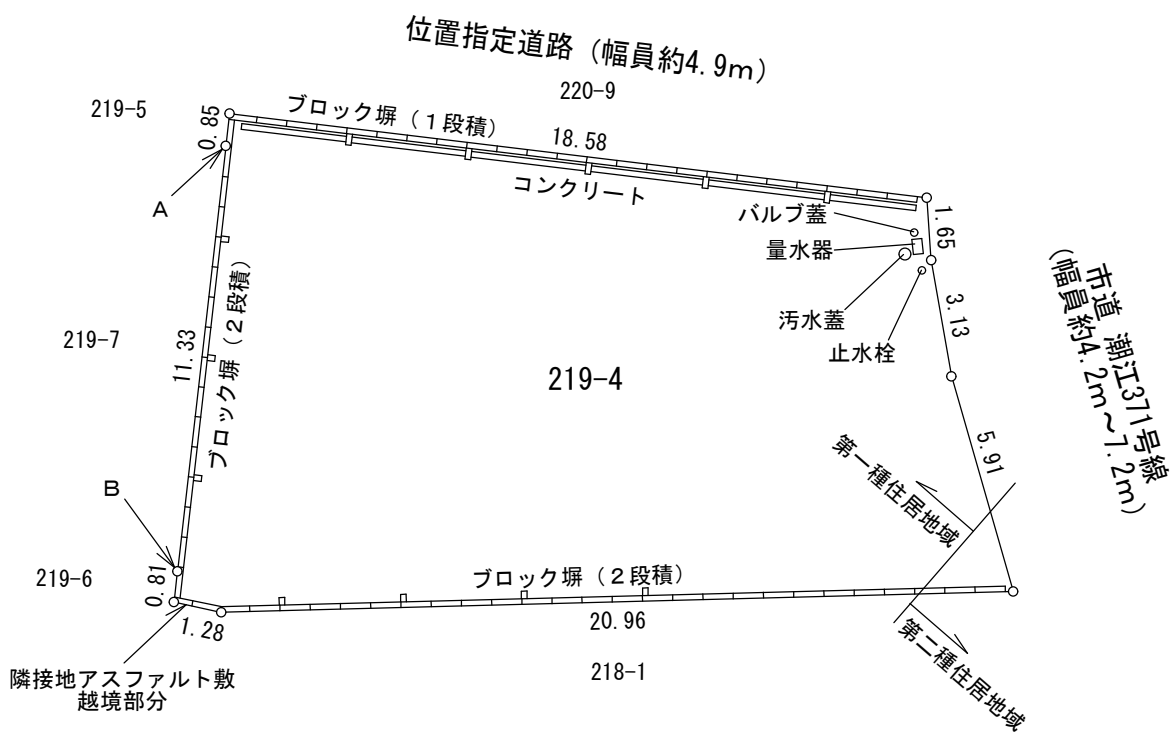 位置指定道路（幅員約4.9m）
220-9
219-5
0.85
ブロック塀（１段積）
18.58
コンクリート
A
バルブ蓋
量水器
汚水蓋
止水栓
1.65
3.13
5.91
市道 潮江371号線
（幅員約4.2m～7.2m）
219-7
11.33
ブロック塀（２段積）
219-4
第一種住居地域
B
219-6
0.81
1.28
ブロック塀（２段積）
20.96
218-1
第二種住居地域
隣接地アスファルト敷
越境部分